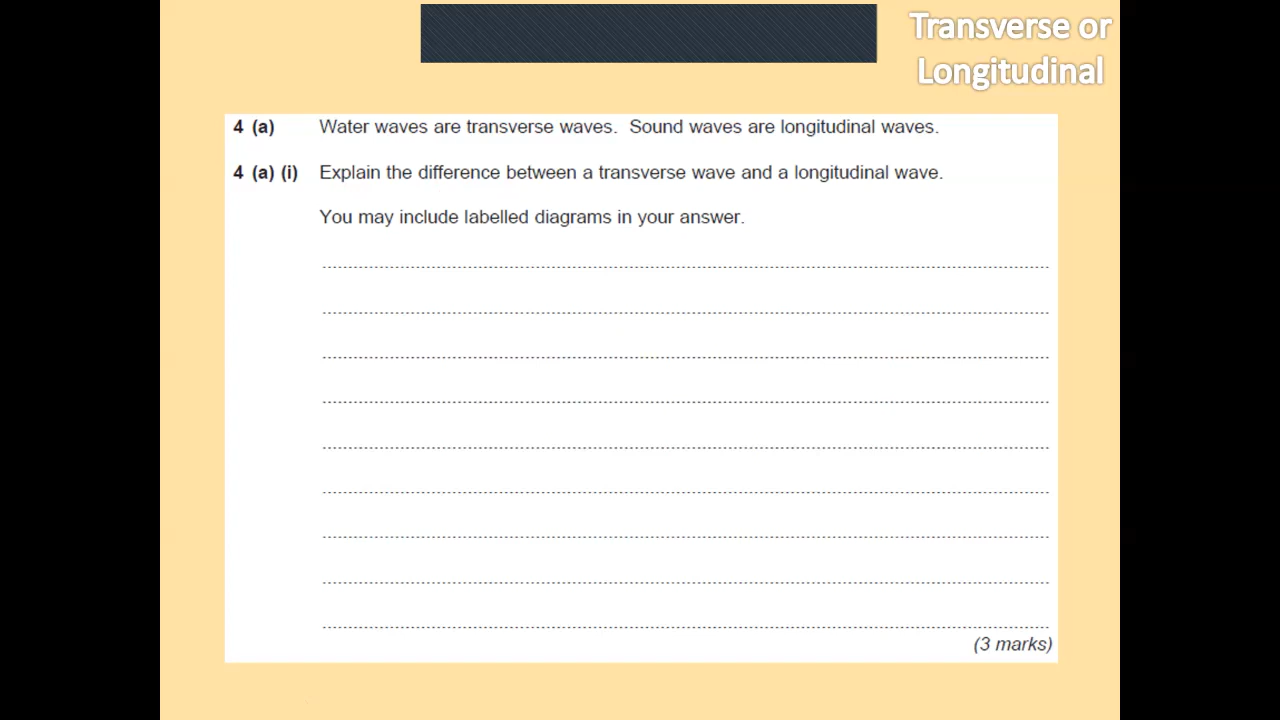 Transverse or
Longitudinal
4 (a) Water waves are transverse waves. Sound waves are longitudinal waves.
4 (a) (i) Explain the difference between a transverse wave and a longitudinal wave.
You may include labelled diagrams in your answer.
(3 marks)